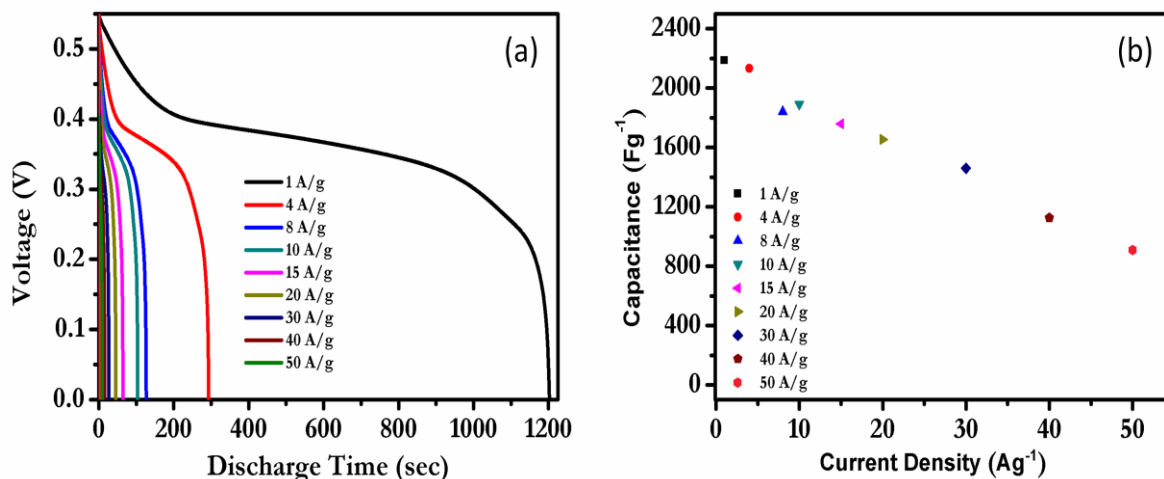 (a)
Voltage (V)
0.5
0.4
0.3
0.2
0.1
0.0
1 A/g
4 A/g
8 A/g
10 A/g
15 A/g
20 A/g
30 A/g
40 A/g
50 A/g
0 200 400 600 800 1000 1200
Discharge Time (sec)
(b)
Capacitance (Fg⁻¹)
2400
2000
1600
1200
800
400
0
1 A/g
4 A/g
8 A/g
10 A/g
15 A/g
20 A/g
30 A/g
40 A/g
50 A/g
0 10 20 30 40 50
Current Density (Ag⁻¹)